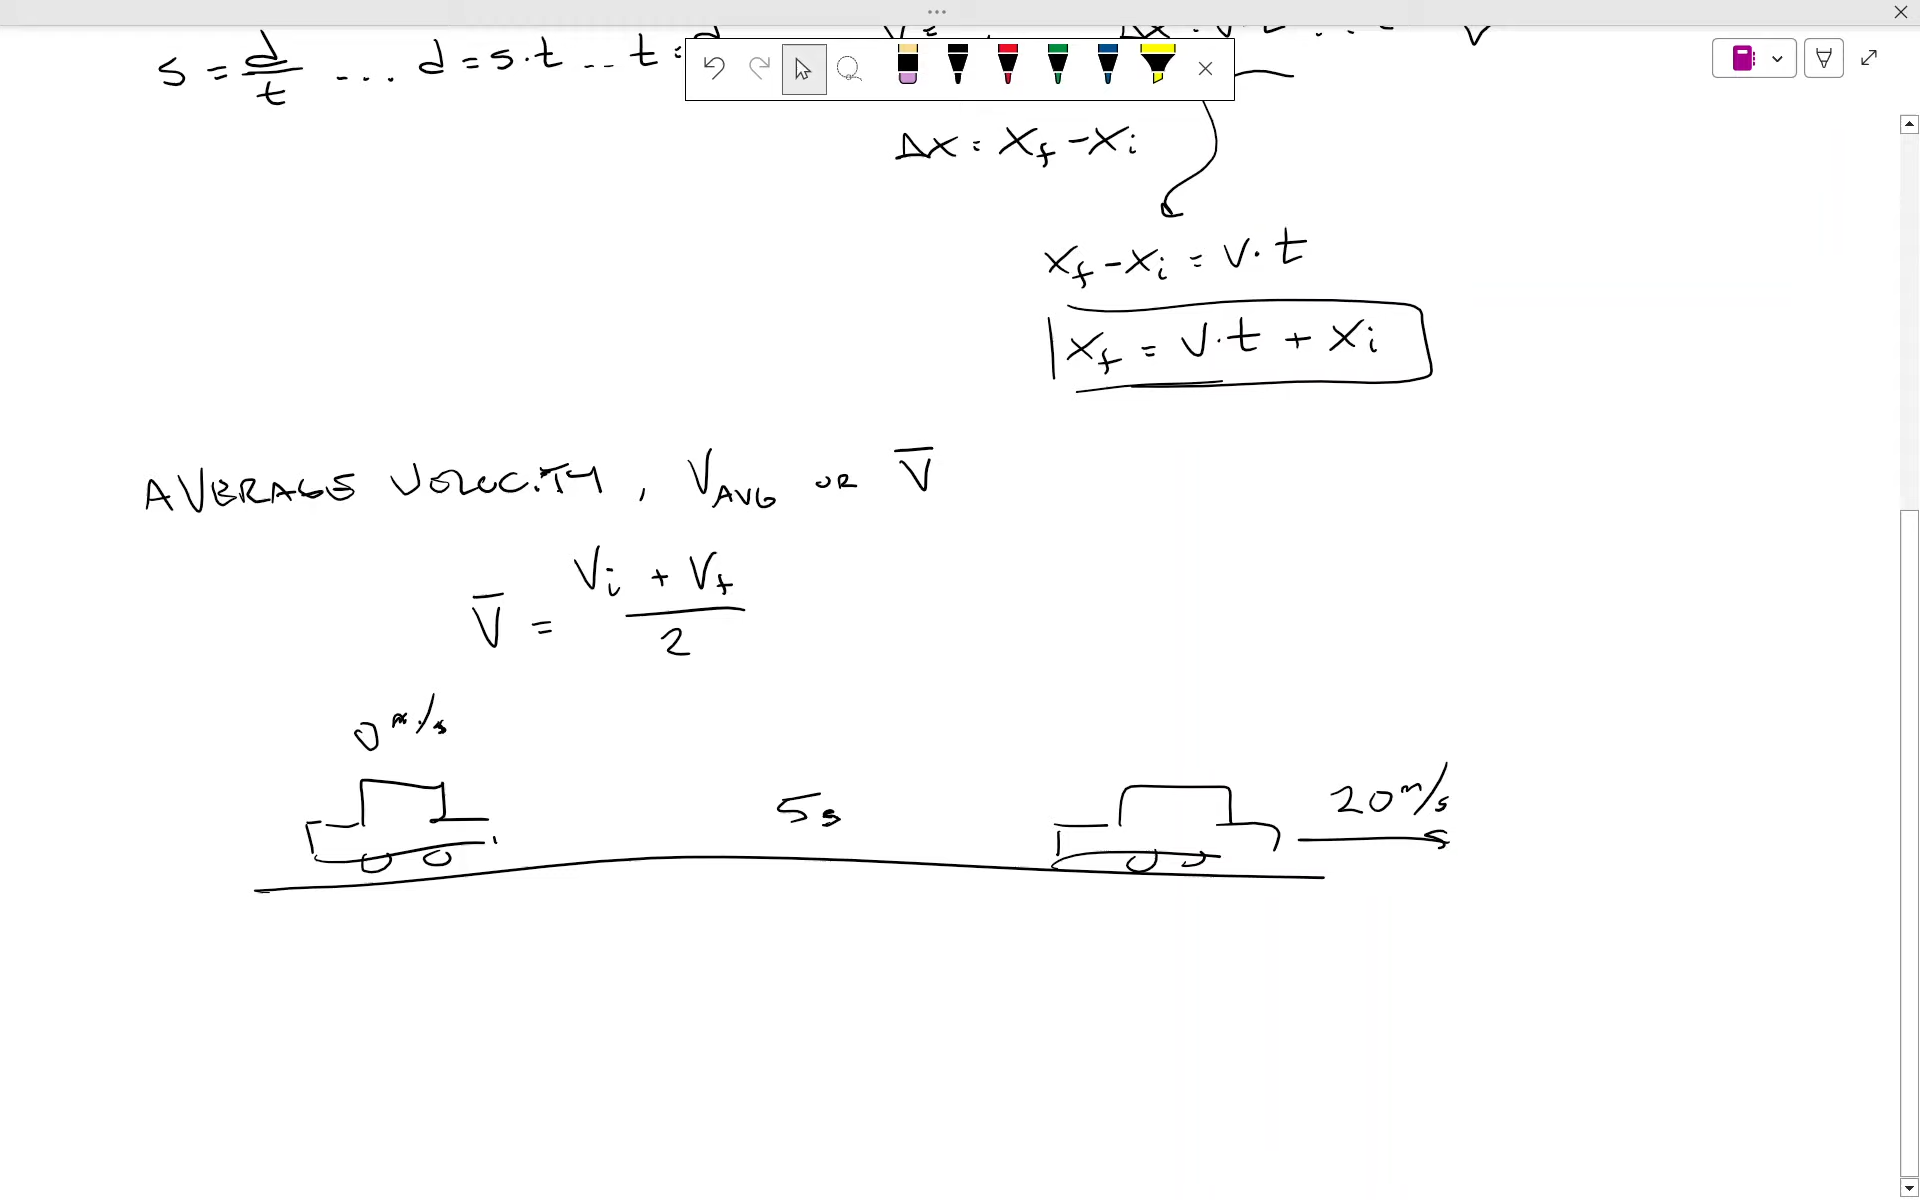 s = d/t ... d = s·t .. t =
Δx = xf - xi
xf - xi = v·t
xf = v·t + xi
AVERAGE VELOCITY, VAVG OR V̅
V̅ = (Vi + Vf)/2
0 m/s
5s
20 m/s